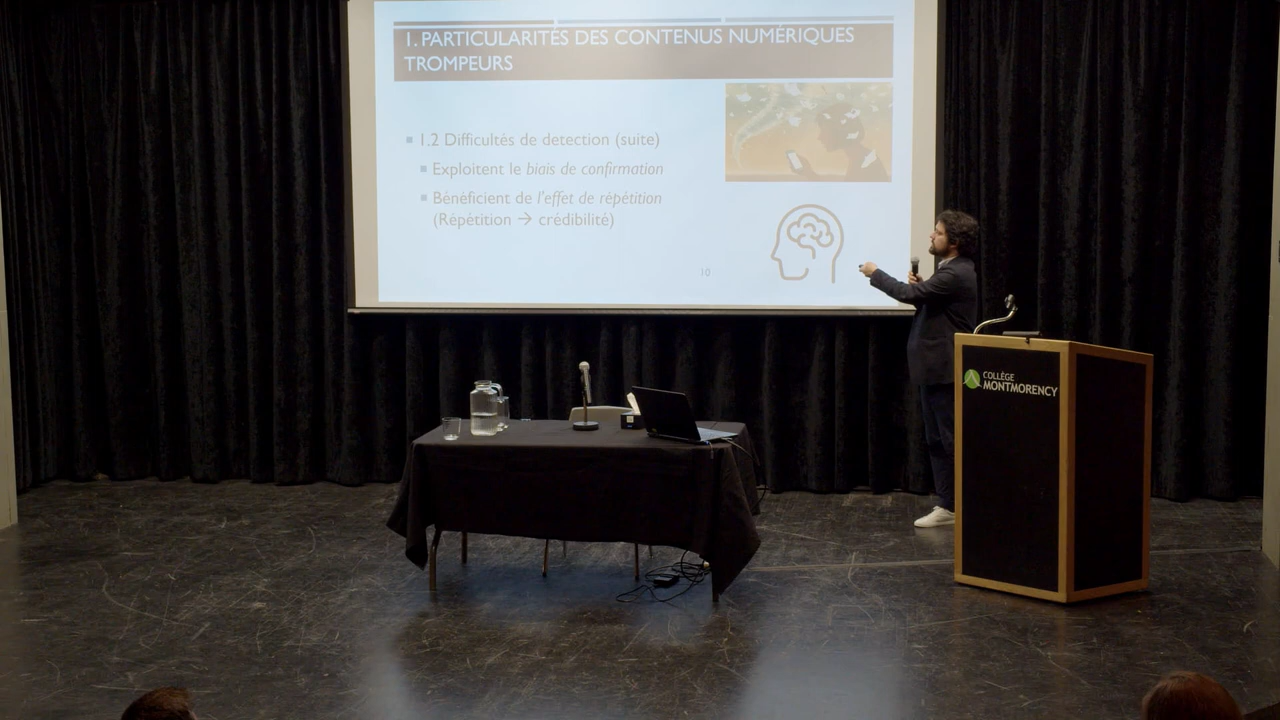 1. PARTICULARITÉS DES CONTENUS NUMÉRIQUES
TROMPEURS
1.2 Difficultés de detection (suite)
Exploitent le biais de confirmation
Bénéficient de l'effet de répétition
(Répétition → crédibilité)
10
COLLÈGE
MONTMORENCY